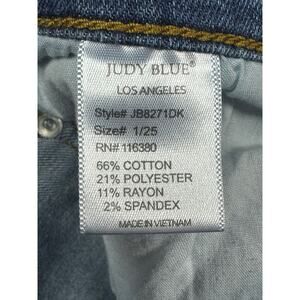 JUDY BLUE®
LOS ANGELES
Style# JB8271DK
Size# 1/25
RN# 116380
66% COTTON
21% POLYESTER
11% RAYON
2% SPANDEX
MADE IN VIETNAM